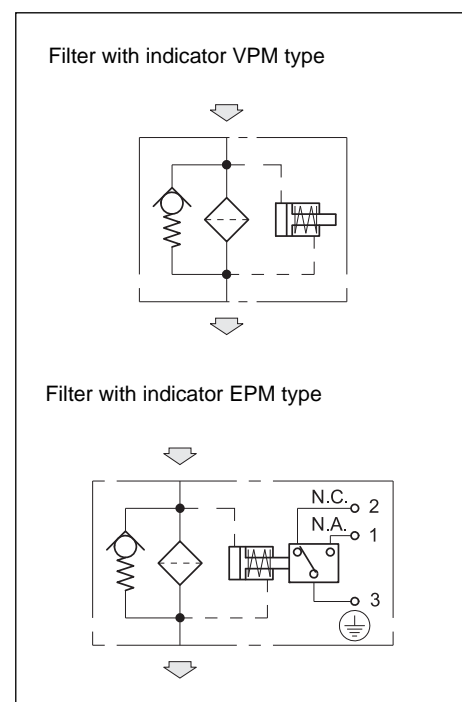 Filter with indicator VPM type
Filter with indicator EPM type
N.C. 2
N.A. 1
3